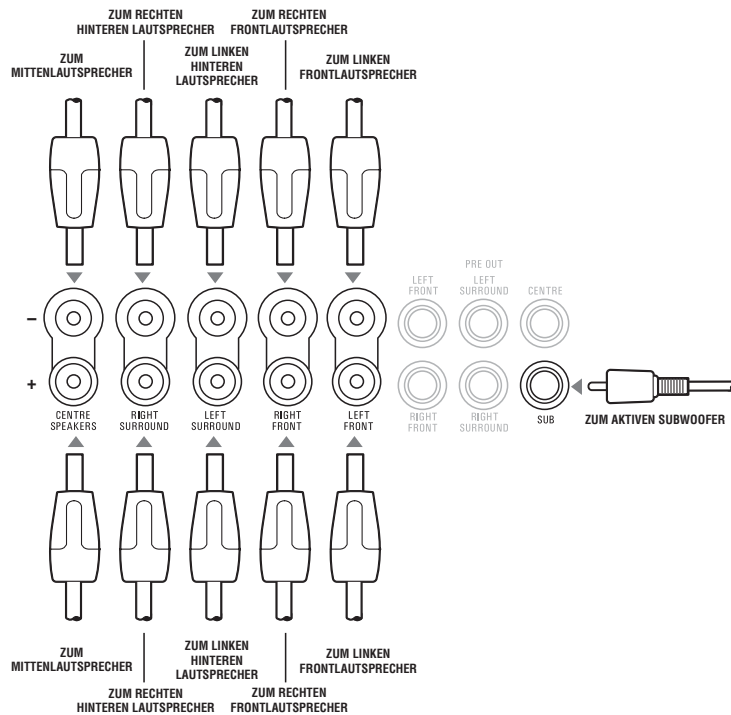 ZUM RECHTEN
HINTEREN LAUTSPRECHER
ZUM RECHTEN
FRONTLAUTSPRECHER
ZUM
MITTENLAUTSPRECHER
ZUM LINKEN
HINTEREN
LAUTSPRECHER
ZUM LINKEN
FRONTLAUTSPRECHER
PRE OUT
LEFT
FRONT
LEFT
SURROUND
CENTRE
–
+
CENTRE
SPEAKERS
RIGHT
SURROUND
LEFT
SURROUND
RIGHT
FRONT
LEFT
FRONT
RIGHT
FRONT
RIGHT
SURROUND
SUB
ZUM AKTIVEN SUBWOOFER
ZUM
MITTENLAUTSPRECHER
ZUM LINKEN
HINTEREN
LAUTSPRECHER
ZUM LINKEN
FRONTLAUTSPRECHER
ZUM RECHTEN
HINTEREN LAUTSPRECHER
ZUM RECHTEN
FRONTLAUTSPRECHER